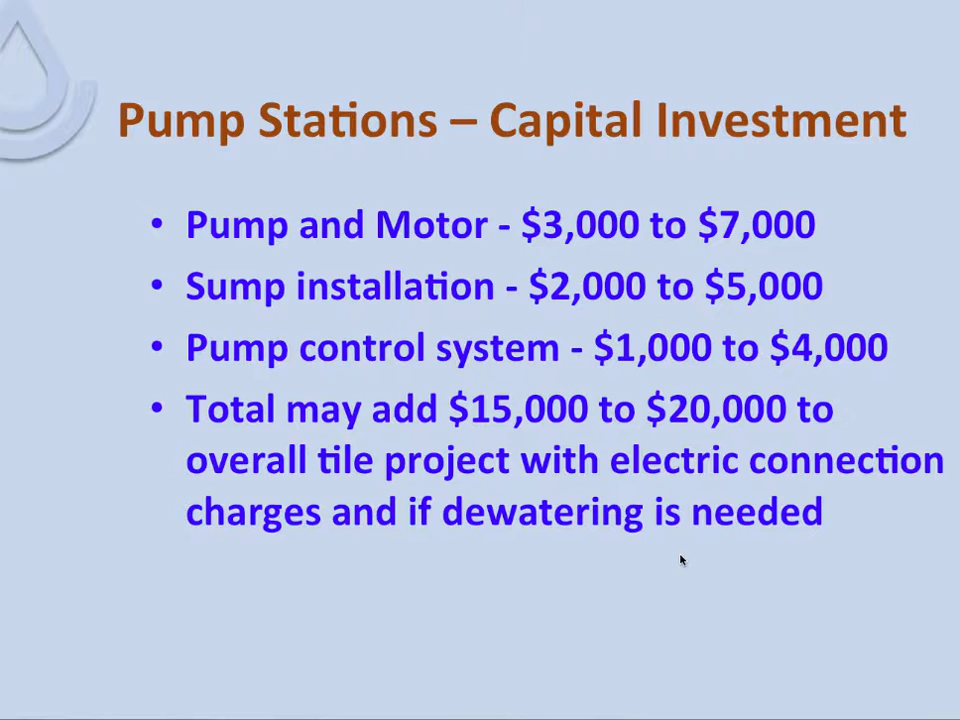 Pump Stations – Capital Investment
• Pump and Motor - $3,000 to $7,000
• Sump installation - $2,000 to $5,000
• Pump control system - $1,000 to $4,000
• Total may add $15,000 to $20,000 to
overall tile project with electric connection
charges and if dewatering is needed